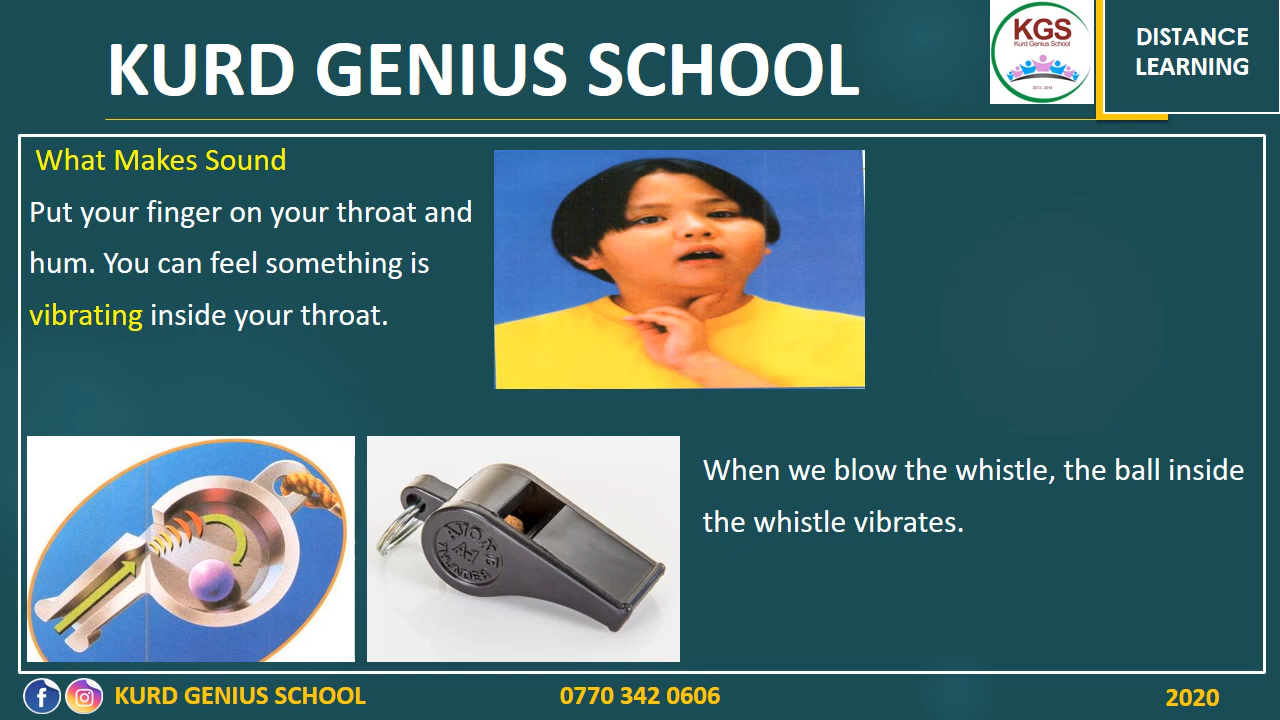 KURD GENIUS SCHOOL
KGS
Kurd Genius School
2013 - 2014
DISTANCE
LEARNING
What Makes Sound
Put your finger on your throat and
hum. You can feel something is
vibrating inside your throat.
When we blow the whistle, the ball inside
the whistle vibrates.
KURD GENIUS SCHOOL
0770 342 0606
2020